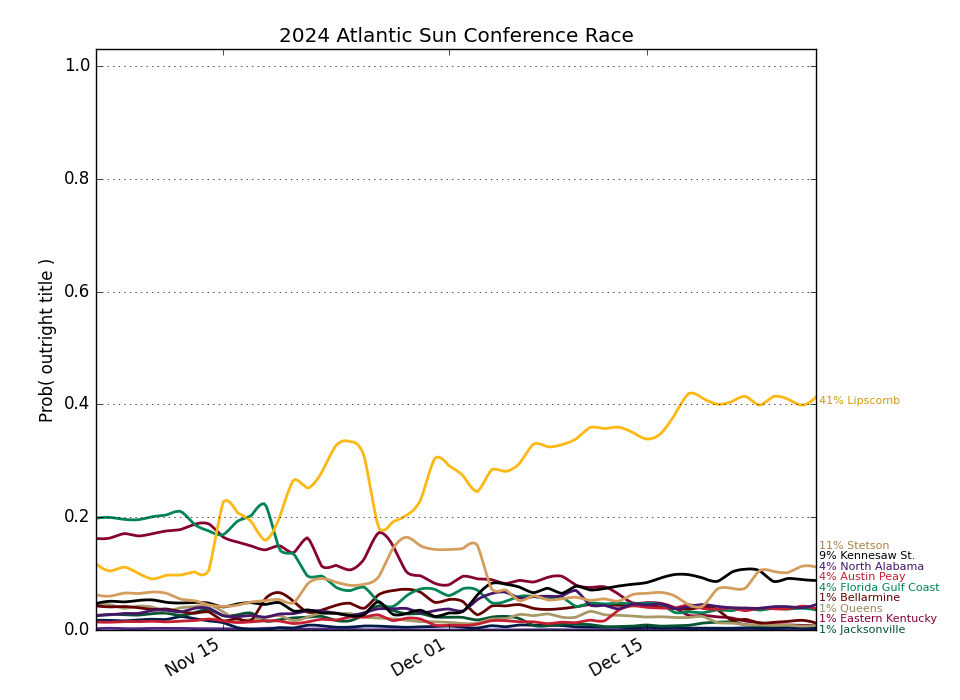 2024 Atlantic Sun Conference Race
1.0
0.8
0.6
0.4
0.2
0.0
Prob( outright title )
Nov 15
Dec 01
Dec 15
41% Lipscomb
11% Stetson
9% Kennesaw St.
4% North Alabama
4% Austin Peay
4% Florida Gulf Coast
1% Bellarmine
1% Queens
1% Eastern Kentucky
1% Jacksonville